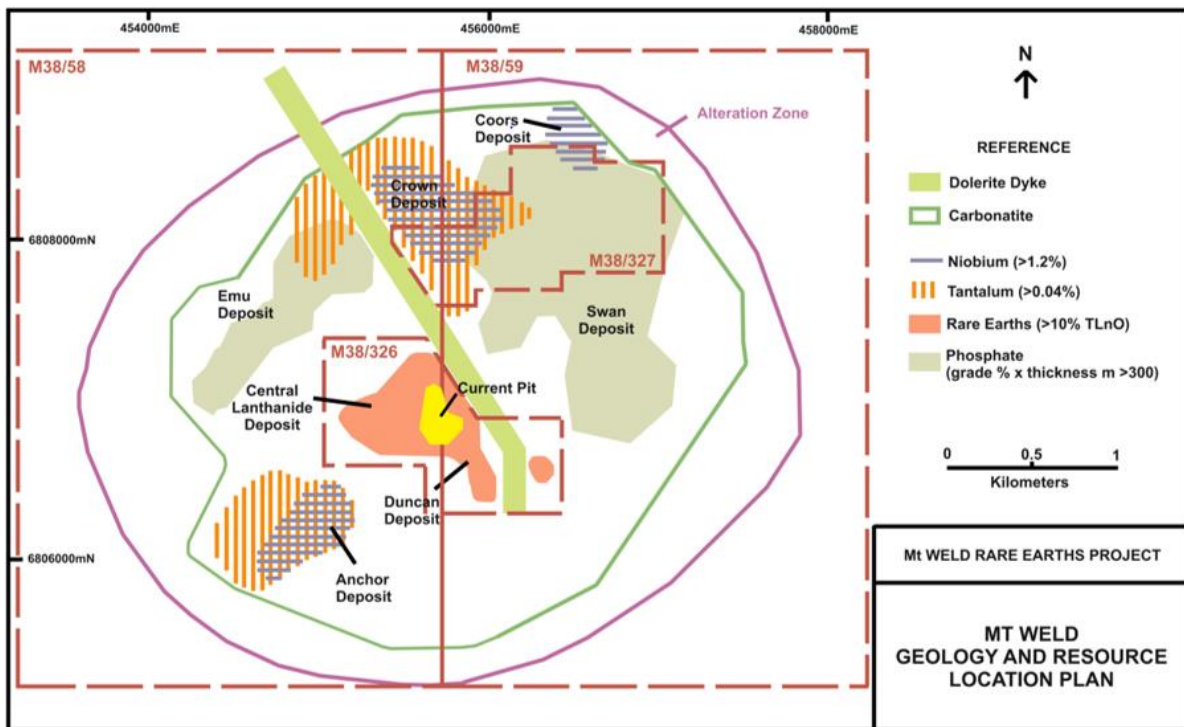 454000mE
456000mE
458000mE
M38/58
M38/59
Coors
Deposit
Alteration Zone
N
REFERENCE
Dolerite Dyke
Carbonatite
Niobium (>1.2%)
Tantalum (>0.04%)
Rare Earths (>10% TLnO)
Phosphate
(grade % x thickness m >300)
Crown
Deposit
6808000mN
M38/327
Emu
Deposit
Swan
Deposit
M38/326
Central
Lanthanide
Deposit
Current Pit
0
0.5
1
Kilometers
Duncan
Deposit
6806000mN
Anchor
Deposit
Mt WELD RARE EARTHS PROJECT
MT WELD
GEOLOGY AND RESOURCE
LOCATION PLAN